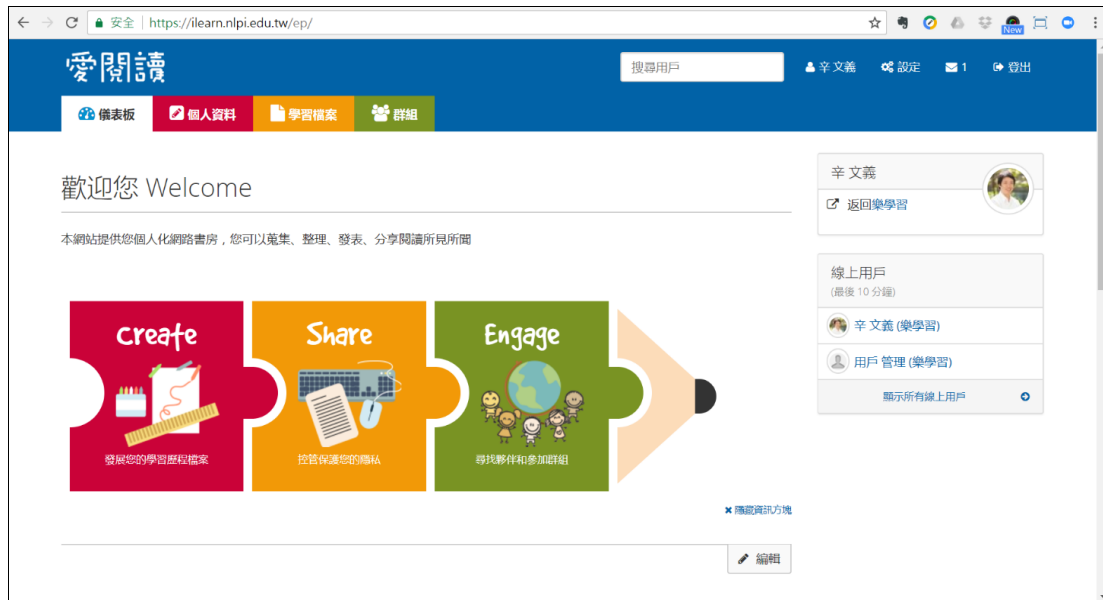 安全 | https://ilearn.nlpi.edu.tw/ep/
New
愛閱讀
搜尋用戶
辛 文義 設定 1 登出
儀表板 個人資料 學習檔案 群組
歡迎您 Welcome
本網站提供您個人化網路書房，您可以蒐集、整理、發表、分享閱讀所見所聞
Create Share Engage
發展您的學習歷程檔案 控管保護您的隱私 尋找夥伴和參加群組
隱藏資訊方塊
編輯
辛 文義
返回樂學習
線上用戶
(最後 10 分鐘)
辛 文義 (樂學習)
用戶 管理 (樂學習)
顯示所有線上用戶